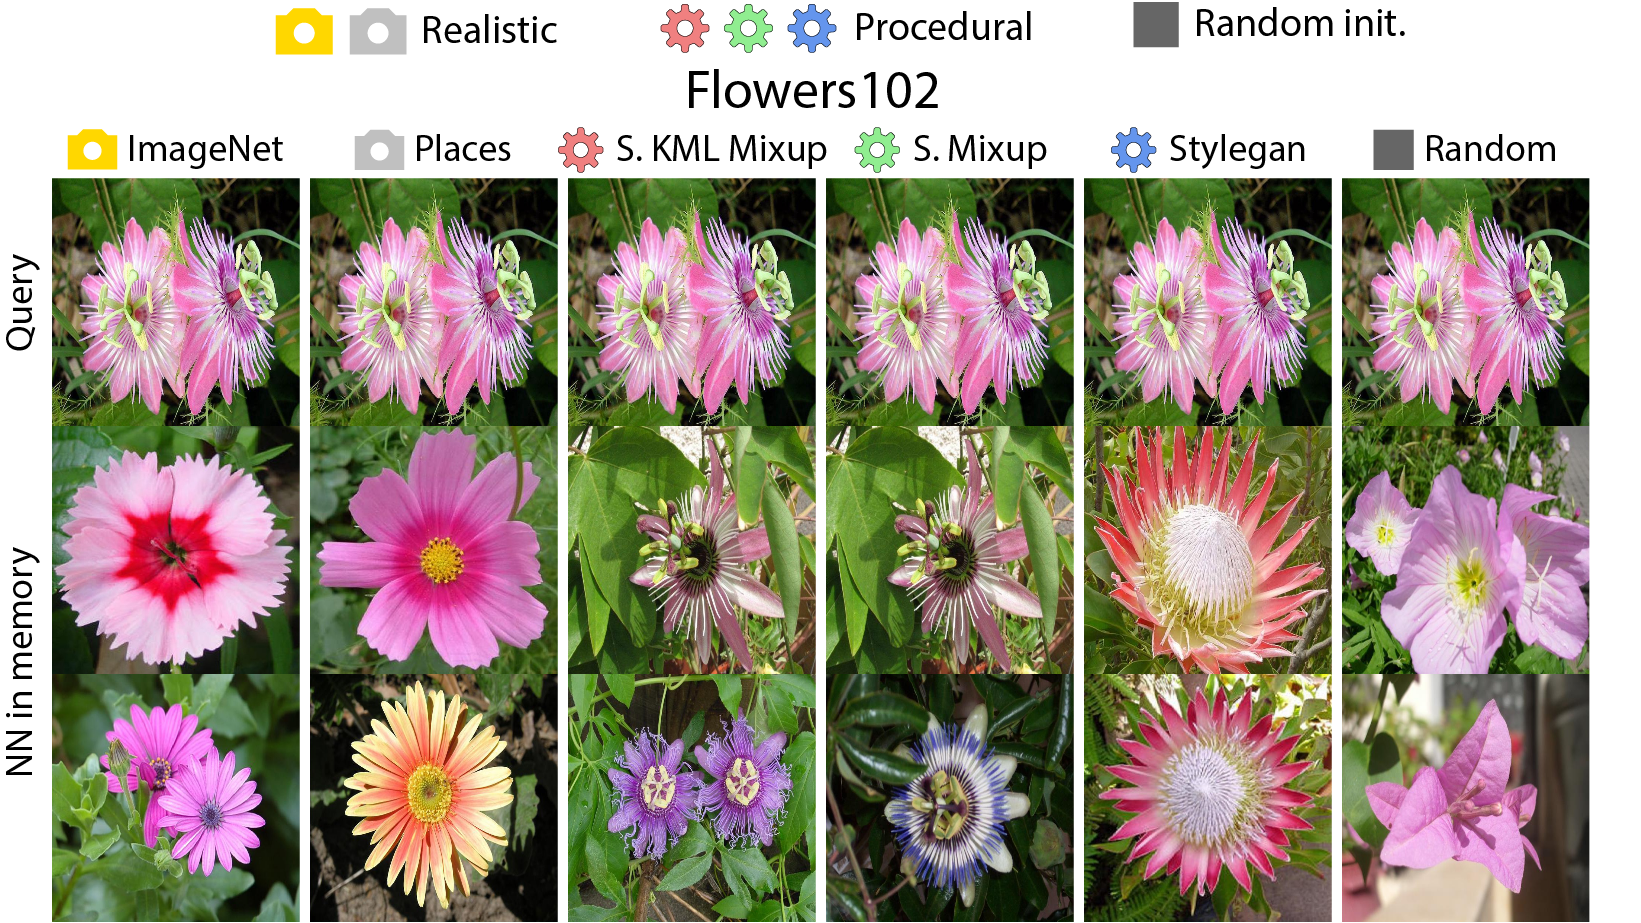 Realistic Procedural Random init.
Flowers102
ImageNet Places S. KML Mixup S. Mixup Stylegan Random
Query
NN in memory